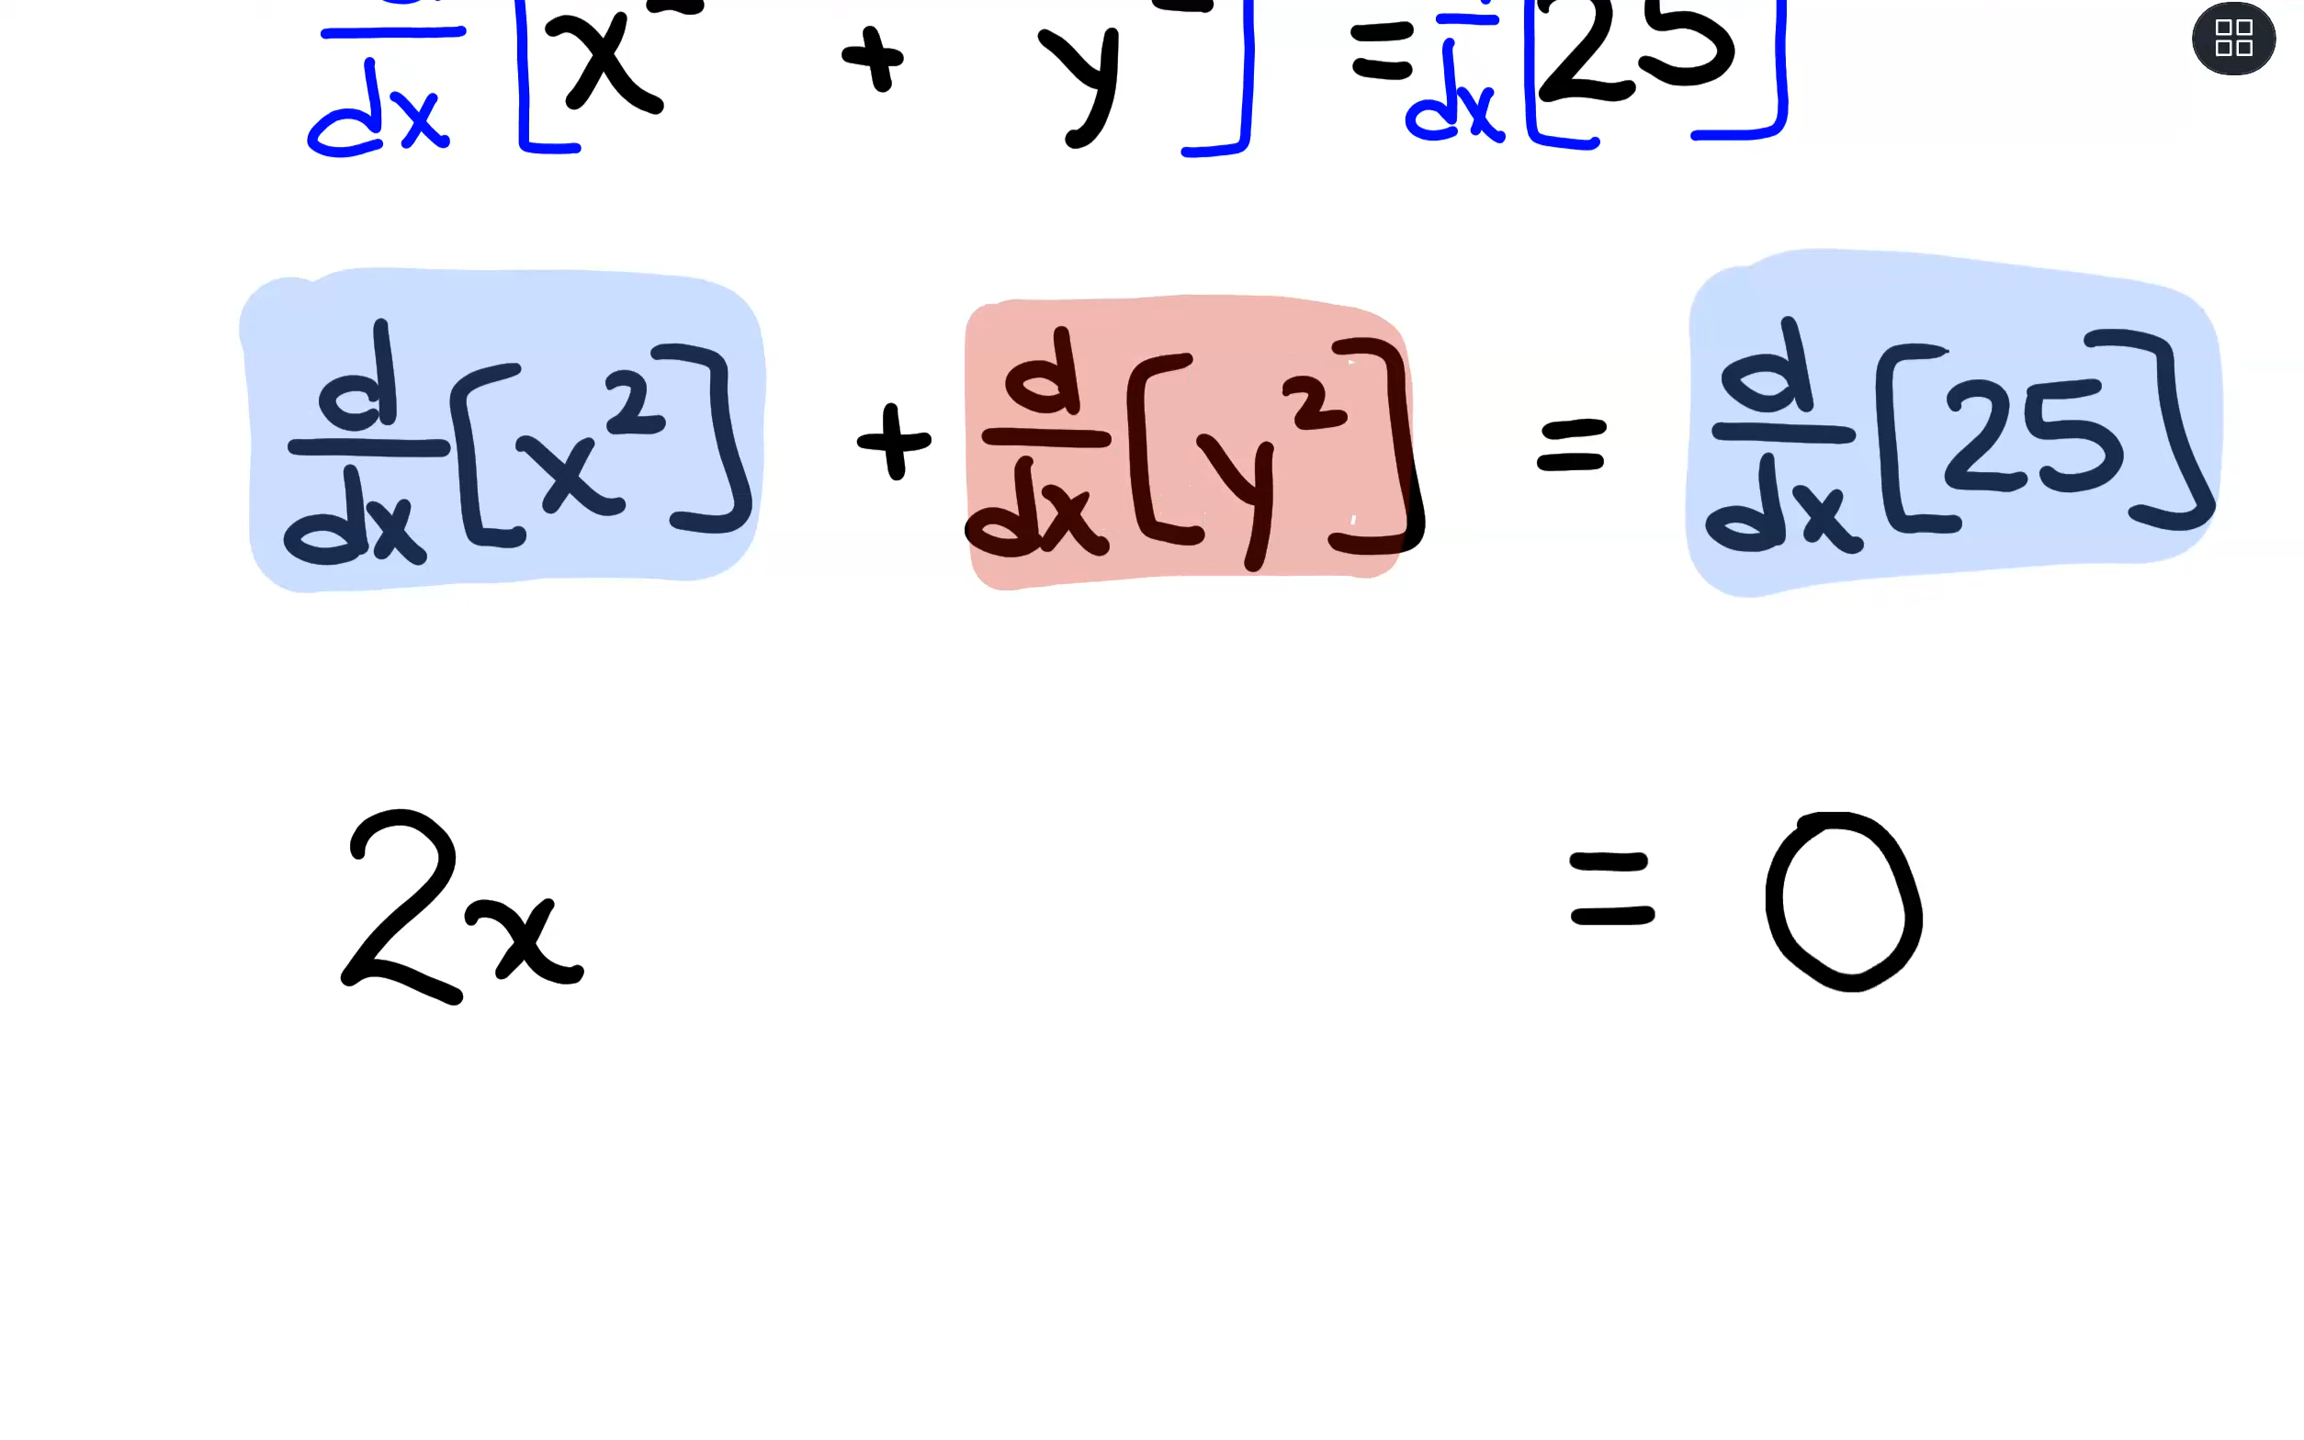 d/dx [x² + y²] = d/dx [25]
d/dx [x²] + d/dx [y²] = d/dx [25]
2x = 0